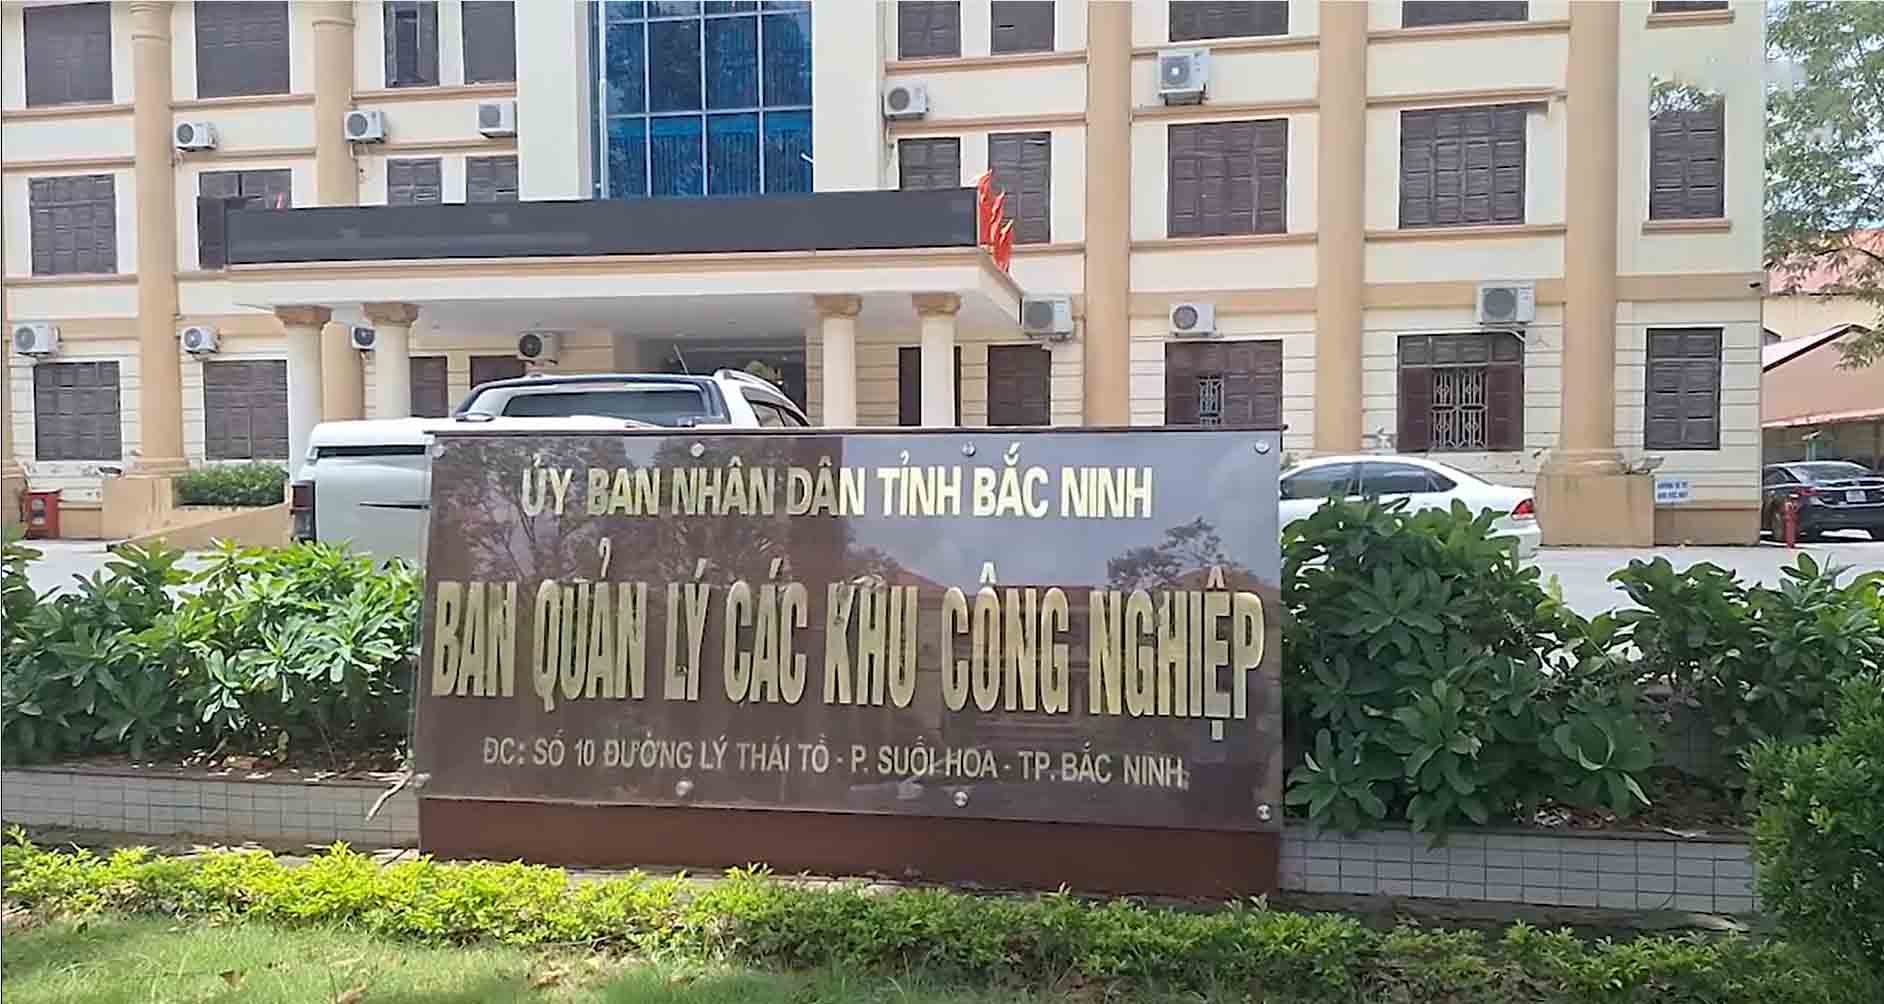 ỦY BAN NHÂN DÂN TỈNH BẮC NINH
BAN QUẢN LÝ CÁC KHU CÔNG NGHIỆP
ĐC: SỐ 10 ĐƯỜNG LÝ THÁI TỔ - P. SUỐI HOA - TP. BẮC NINH